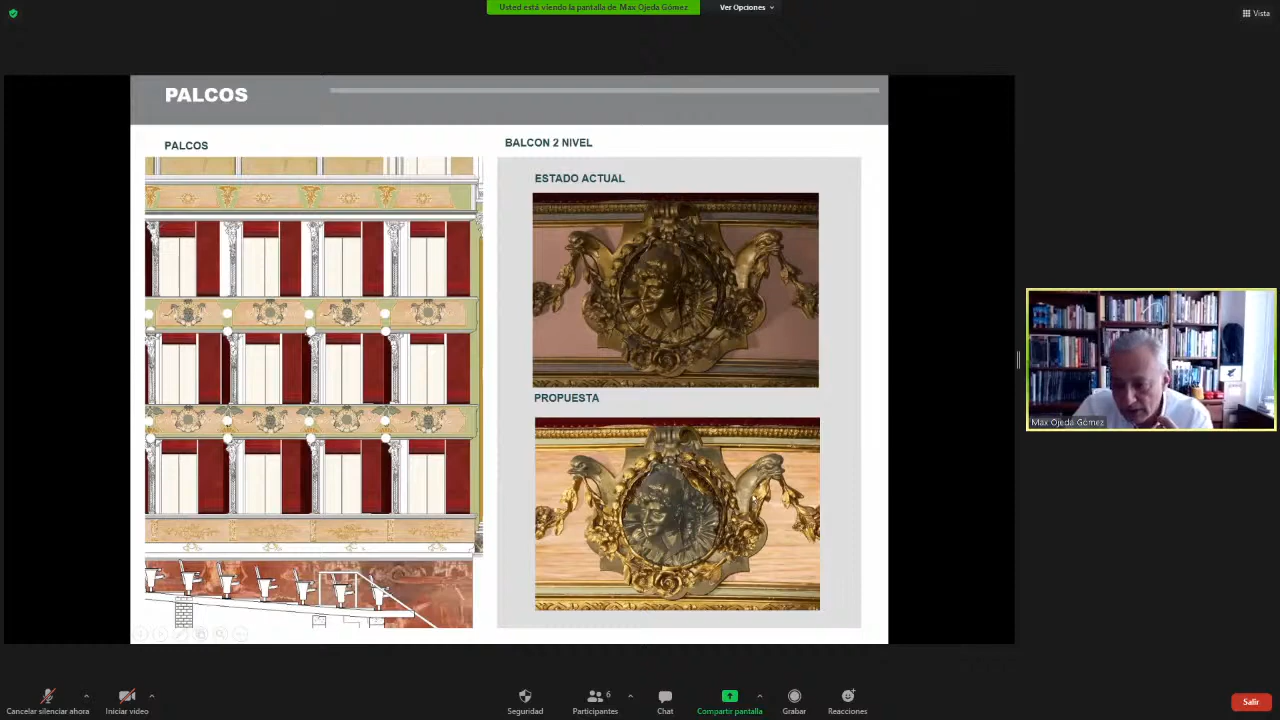 Usted está viendo la pantalla de Max Ojeda Gómez
Ver Opciones
Vista
PALCOS
PALCOS
BALCON 2 NIVEL
ESTADO ACTUAL
PROPUESTA
Max Ojeda Gómez
Cancelar silenciar ahora
Iniciar video
Seguridad
6
Participantes
Chat
Compartir pantalla
Grabar
Reacciones
Salir